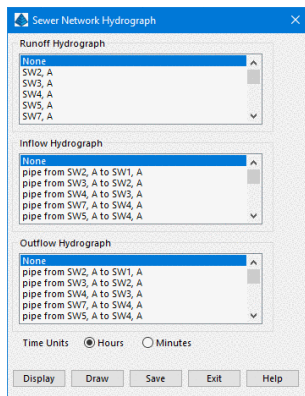 Sewer Network Hydrograph
Runoff Hydrograph
None
SW2, A
SW3, A
SW4, A
SW5, A
SW7, A
Inflow Hydrograph
None
pipe from SW2, A to SW1, A
pipe from SW3, A to SW2, A
pipe from SW4, A to SW3, A
pipe from SW7, A to SW4, A
pipe from SW5, A to SW4, A
Outflow Hydrograph
None
pipe from SW2, A to SW1, A
pipe from SW3, A to SW2, A
pipe from SW4, A to SW3, A
pipe from SW7, A to SW4, A
pipe from SW5, A to SW4, A
Time Units Hours Minutes
Display Draw Save Exit Help